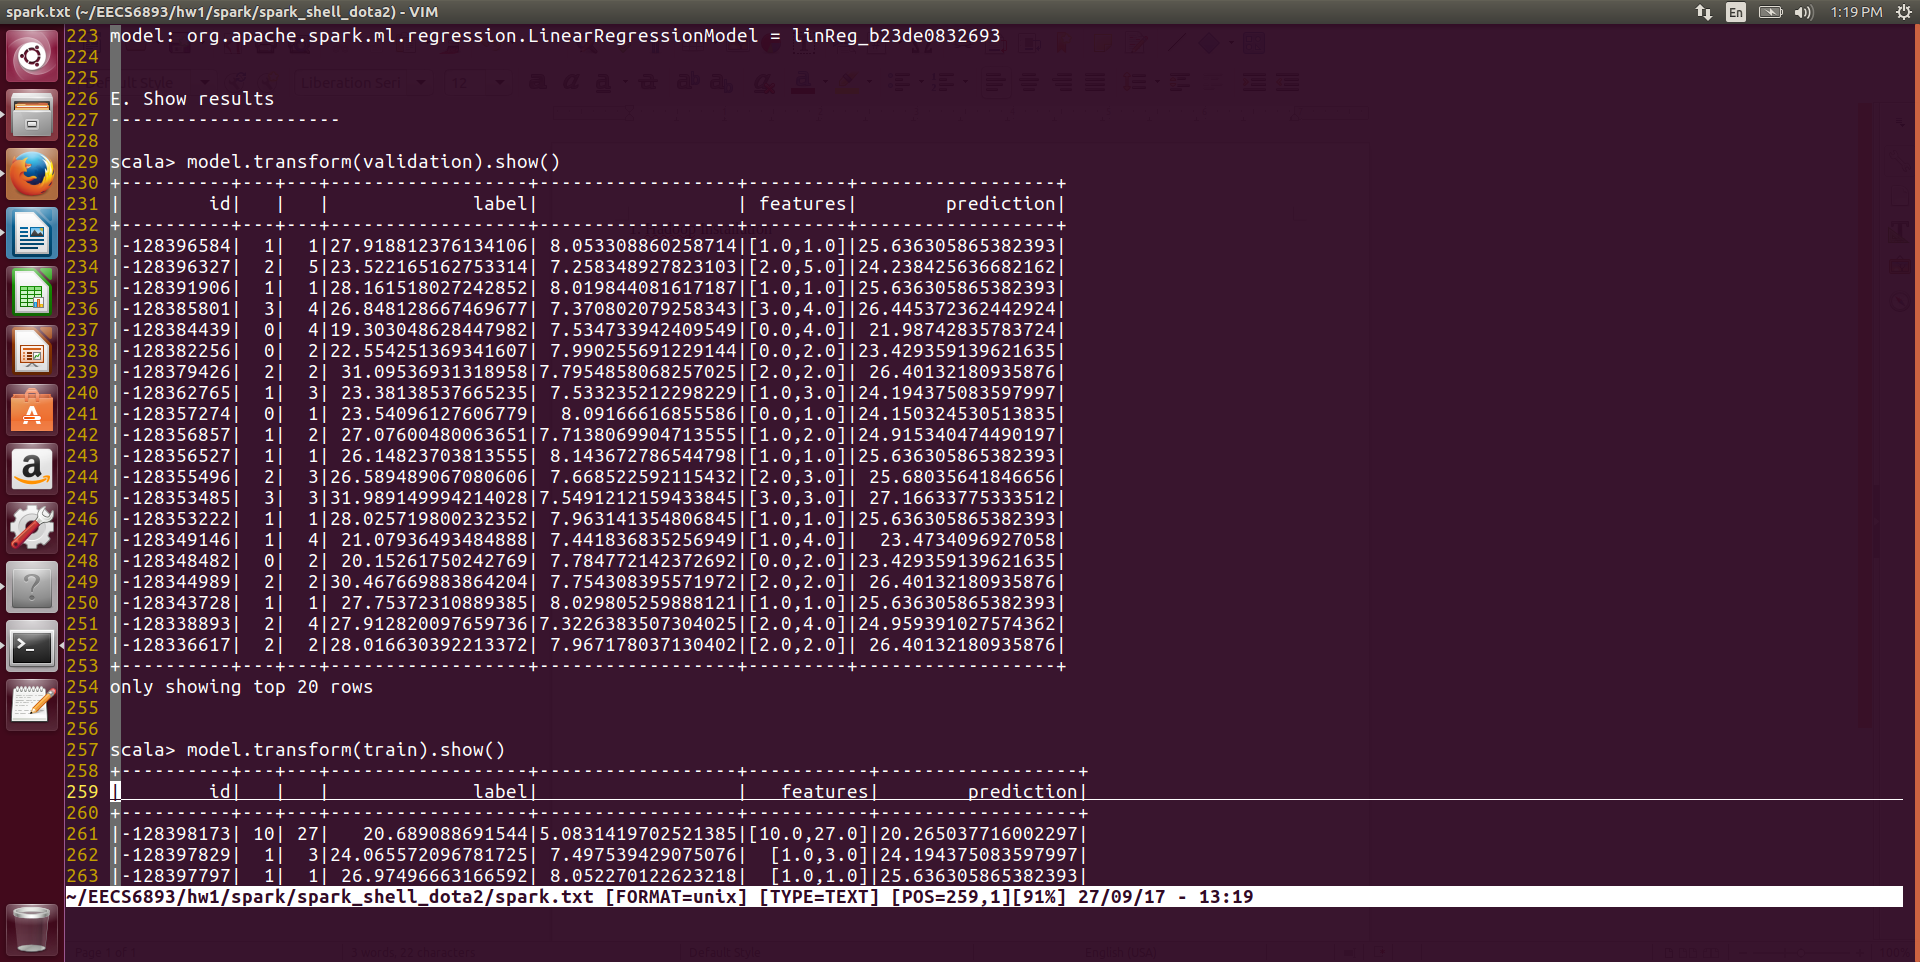 spark.txt (~/EECS6893/hw1/spark/spark_shell_dota2) - VIM
En
1:19 PM
223 model: org.apache.spark.ml.regression.LinearRegressionModel = linReg_b23de0832693
224
225
226 E. Show results
227 ---------------------
228
229 scala> model.transform(validation).show()
230 +----------+---+---+------------------+------------------+---------+------------------+
231 |        id|   |   |             label|                  | features|        prediction|
232 +----------+---+---+------------------+------------------+---------+------------------+
233 |-128396584|  1|  1|27.918812376134106| 8.053308860258714|[1.0,1.0]|25.636305865382393|
234 |-128396327|  2|  5|23.522165162753314| 7.258348927823103|[2.0,5.0]|24.238425636682162|
235 |-128391906|  1|  1|28.161518027242852| 8.019844081617187|[1.0,1.0]|25.636305865382393|
236 |-128385801|  3|  4|26.848128667469677| 7.370802079258343|[3.0,4.0]|26.445372362442924|
237 |-128384439|  0|  4|19.303048628447982| 7.534733942409549|[0.0,4.0]| 21.98742835783724|
238 |-128382256|  0|  2|22.554251369341607| 7.990255691229144|[0.0,2.0]|23.429359139621635|
239 |-128379426|  2|  2| 31.09536931318958|7.7954858068257025|[2.0,2.0]| 26.40132180935876|
240 |-128362765|  1|  3| 23.38138537665235| 7.533235212298229|[1.0,3.0]|24.194375083597997|
241 |-128357274|  0|  1| 23.54096127606779|  8.09166616855586|[0.0,1.0]|24.150324530513835|
242 |-128356857|  1|  2| 27.07600480063651|7.7138069904713555|[1.0,2.0]|24.915340474490197|
243 |-128356527|  1|  1| 26.14823703813555| 8.143672786544798|[1.0,1.0]|25.636305865382393|
244 |-128355496|  2|  3|26.589489067080606| 7.668522592115432|[2.0,3.0]| 25.68035641846656|
245 |-128353485|  3|  3|31.989149994214028|7.5491212159433845|[3.0,3.0]| 27.16633775333512|
246 |-128353222|  1|  1|28.025719800232352| 7.963141354806845|[1.0,1.0]|25.636305865382393|
247 |-128349146|  1|  4| 21.07936493484888| 7.441836835256949|[1.0,4.0]|  23.4734096927058|
248 |-128348482|  0|  2| 20.15261750242769| 7.784772142372692|[0.0,2.0]|23.429359139621635|
249 |-128344989|  2|  2|30.467669883864204| 7.754308395571972|[2.0,2.0]| 26.40132180935876|
250 |-128343728|  1|  1| 27.75372310889385| 8.029805259888121|[1.0,1.0]|25.636305865382393|
251 |-128338893|  2|  4|27.912820097659736|7.3226383507304025|[2.0,4.0]|24.959391027574362|
252 |-128336617|  2|  2|28.016630392213372| 7.967178037130402|[2.0,2.0]| 26.40132180935876|
253 +----------+---+---+------------------+------------------+---------+------------------+
254 only showing top 20 rows
255
256
257 scala> model.transform(train).show()
258 +----------+---+---+------------------+------------------+-----------+------------------+
259 |        id|   |   |             label|                  |   features|        prediction|
260 +----------+---+---+------------------+------------------+-----------+------------------+
261 |-128398173| 10| 27|   20.689088691544|5.0831419702521385|[10.0,27.0]|20.265037716002297|
262 |-128397829|  1|  3|24.065572096781725| 7.497539429075076|  [1.0,3.0]|24.194375083597997|
263 |-128397797|  1|  1| 26.97496663166592| 8.052270122623218|  [1.0,1.0]|25.636305865382393|
~/EECS6893/hw1/spark/spark_shell_dota2/spark.txt [FORMAT=unix] [TYPE=TEXT] [POS=259,1][91%] 27/09/17 - 13:19